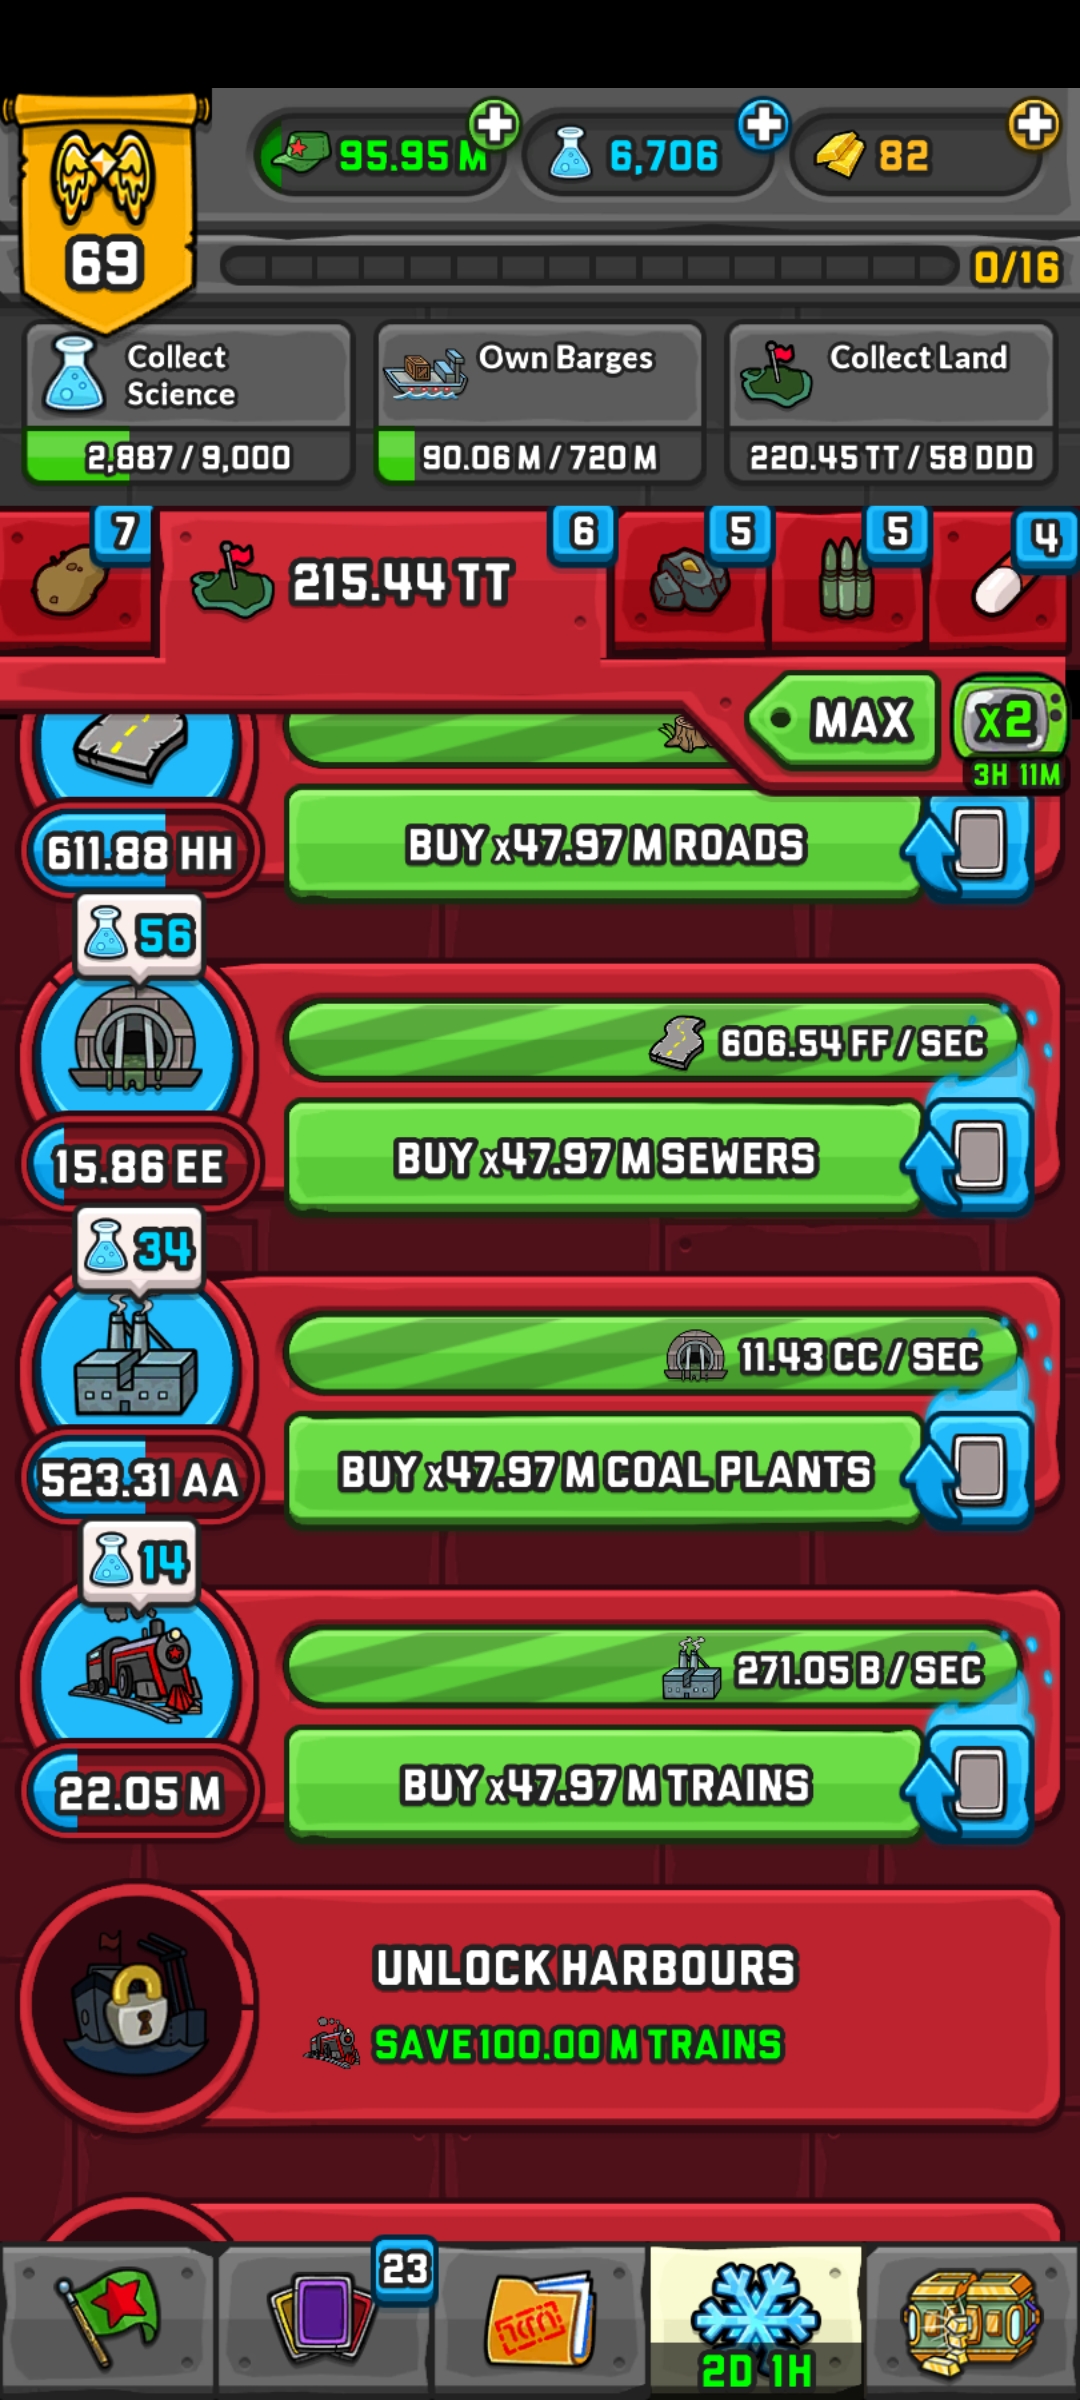 95.95 M
6,706
82
69
0/16
Collect
Science
2,887 / 9,000
Own Barges
90.06 M / 720 M
Collect Land
220.45 TT / 58 DDD
7
215.44 TT
6
5
5
4
MAX
x2
3H 11M
611.88 HH
BUY x47.97 M ROADS
56
606.54 FF / SEC
15.86 EE
BUY x47.97 M SEWERS
34
11.43 CC / SEC
523.31 AA
BUY x47.97 M COAL PLANTS
14
271.05 B / SEC
22.05 M
BUY x47.97 M TRAINS
UNLOCK HARBOURS
SAVE 100.00 M TRAINS
23
2D 1H